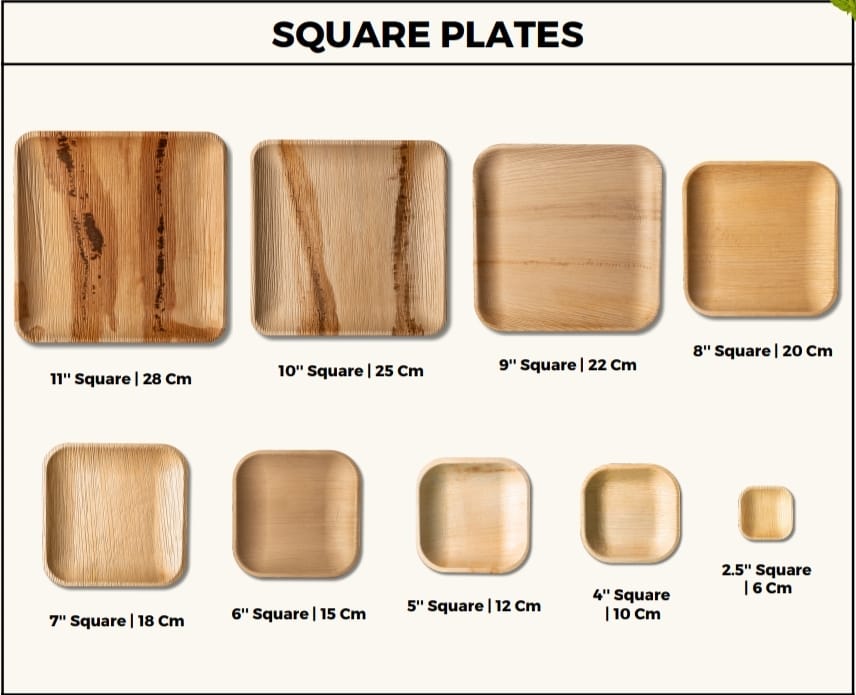 SQUARE PLATES
11" Square | 28 Cm
10" Square | 25 Cm
9" Square | 22 Cm
8" Square | 20 Cm
7" Square | 18 Cm
6" Square | 15 Cm
5" Square | 12 Cm
4" Square
| 10 Cm
2.5" Square
| 6 Cm